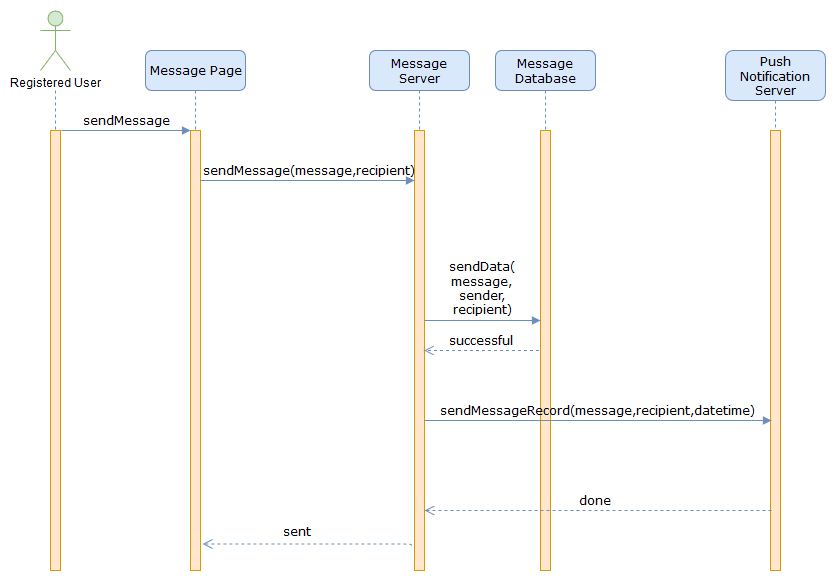 Registered User
Message Page
Message
Server
Message
Database
Push
Notification
Server
sendMessage
sendMessage(message,recipient)
sendData(
message,
sender,
recipient)
successful
sendMessageRecord(message,recipient,datetime)
done
sent